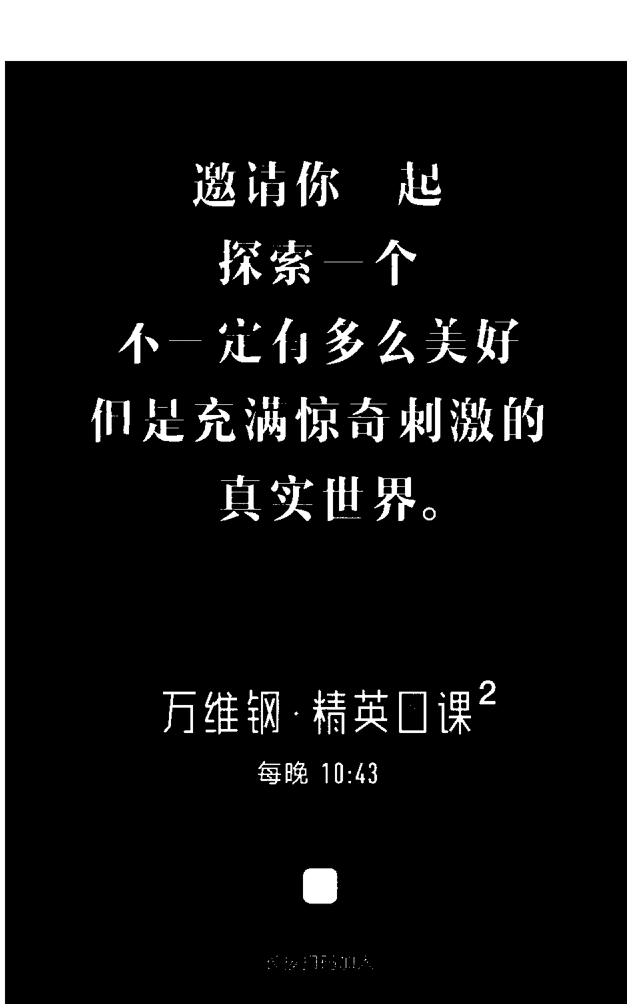 邀请你一起
探索一个
不一定有多么美好
但是充满惊奇刺激的
真实世界。
万维钢·精英日课²
每晚 10:43